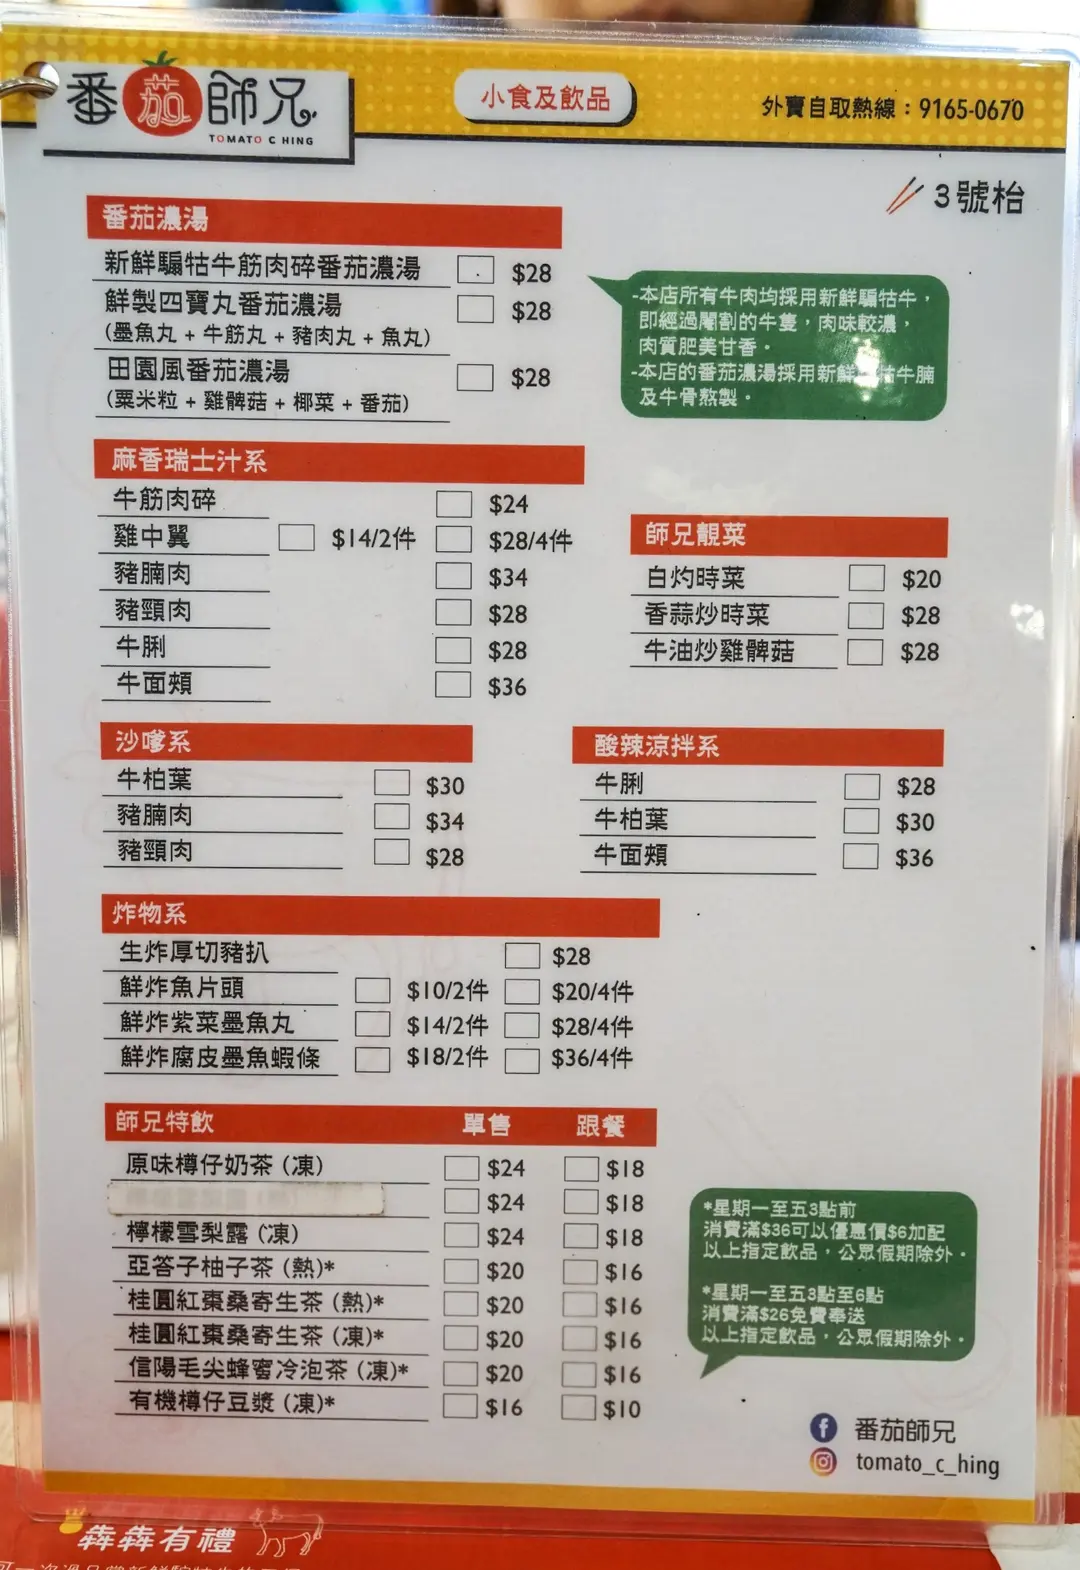 番茄師兄
TOMATO C HING
小食及飲品
外賣自取熱線：9165-0670
3號枱
番茄濃湯
新鮮騸牯牛筋肉碎番茄濃湯 $28
鮮製四寶丸番茄濃湯 $28
(墨魚丸 + 牛筋丸 + 豬肉丸 + 魚丸)
田園風番茄濃湯 $28
(粟米粒 + 雞髀菇 + 椰菜 + 番茄)
-本店所有牛肉均採用新鮮騸牯牛，
即經過閹割的牛隻，肉味較濃，
肉質肥美甘香。
-本店的番茄濃湯採用新鮮 牯牛腩
及牛骨熬製。
麻香瑞士汁系
牛筋肉碎 $24
雞中翼 $14/2件 $28/4件
豬腩肉 $34
豬頸肉 $28
牛脷 $28
牛面頰 $36
師兄靚菜
白灼時菜 $20
香蒜炒時菜 $28
牛油炒雞髀菇 $28
沙嗲系
牛柏葉 $30
豬腩肉 $34
豬頸肉 $28
酸辣涼拌系
牛脷 $28
牛柏葉 $30
牛面頰 $36
炸物系
生炸厚切豬扒 $28
鮮炸魚片頭 $10/2件 $20/4件
鮮炸紫菜墨魚丸 $14/2件 $28/4件
鮮炸腐皮墨魚蝦條 $18/2件 $36/4件
師兄特飲 單售 跟餐
原味樽仔奶茶 (凍) $24 $18
$24 $18
檸檬雪梨露 (凍) $24 $18
亞答子柚子茶 (熱)* $20 $16
桂圓紅棗桑寄生茶 (熱)* $20 $16
桂圓紅棗桑寄生茶 (凍)* $20 $16
信陽毛尖蜂蜜冷泡茶 (凍)* $20 $16
有機樽仔豆漿 (凍)* $16 $10
*星期一至五3點前
消費滿$36可以優惠價$6加配
以上指定飲品，公眾假期除外。
*星期一至五3點至6點
消費滿$26免費奉送
以上指定飲品，公眾假期除外。
番茄師兄
tomato_c_hing
犇犇有禮